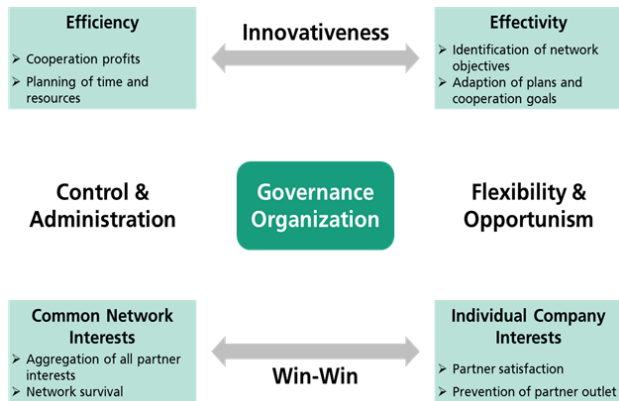 Efficiency
➢ Cooperation profits
➢ Planning of time and
resources
Innovativeness
Effectivity
➢ Identification of network
objectives
➢ Adaption of plans and
cooperation goals
Control &
Administration
Governance
Organization
Flexibility &
Opportunism
Common Network
Interests
➢ Aggregation of all partner
interests
➢ Network survival
Win-Win
Individual Company
Interests
➢ Partner satisfaction
➢ Prevention of partner outlet